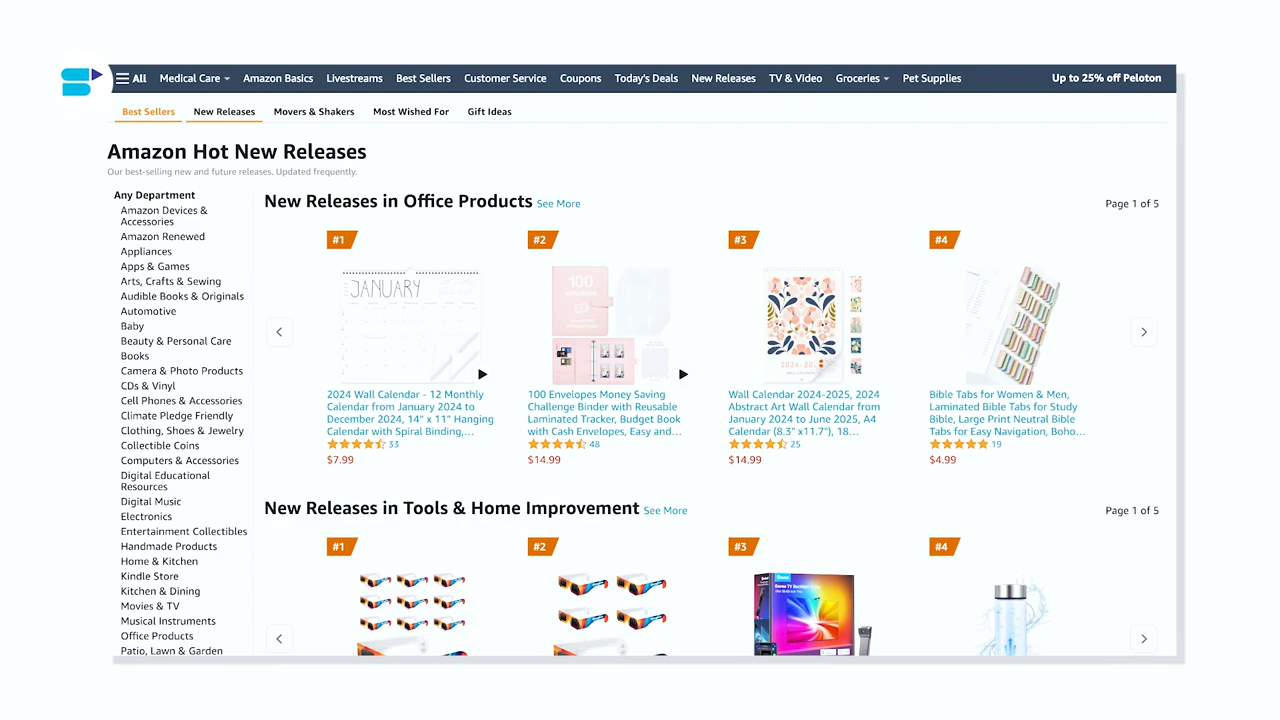 All Medical Care Amazon Basics Livestreams Best Sellers Customer Service Coupons Today's Deals New Releases TV & Video Groceries Pet Supplies Up to 25% off Peloton
Best Sellers New Releases Movers & Shakers Most Wished For Gift Ideas
Amazon Hot New Releases
Our best-selling new and future releases. Updated frequently.
Any Department
Amazon Devices &
Accessories
Amazon Renewed
Appliances
Apps & Games
Arts, Crafts & Sewing
Audible Books & Originals
Automotive
Baby
Beauty & Personal Care
Books
Camera & Photo Products
CDs & Vinyl
Cell Phones & Accessories
Climate Pledge Friendly
Clothing, Shoes & Jewelry
Collectible Coins
Computers & Accessories
Digital Educational
Resources
Digital Music
Electronics
Entertainment Collectibles
Handmade Products
Home & Kitchen
Kindle Store
Kitchen & Dining
Movies & TV
Musical Instruments
Office Products
Patio, Lawn & Garden
New Releases in Office Products See More Page 1 of 5
#1
JANUARY
2024 Wall Calendar - 12 Monthly
Calendar from January 2024 to
December 2024, 14" x 11" Hanging
Calendar with Spiral Binding,...
33
$7.99
#2
100
100 Envelopes Money Saving
Challenge Binder with Reusable
Laminated Tracker, Budget Book
with Cash Envelopes, Easy and...
48
$14.99
#3
Wall Calendar 2024-2025, 2024
Abstract Art Wall Calendar from
January 2024 to June 2025, A4
Calendar (8.3" x11.7"), 18...
25
$14.99
#4
Bible Tabs for Women & Men,
Laminated Bible Tabs for Study
Bible, Large Print Neutral Bible
Tabs for Easy Navigation, Boho...
19
$4.99
New Releases in Tools & Home Improvement See More Page 1 of 5
#1
#2
#3
#4